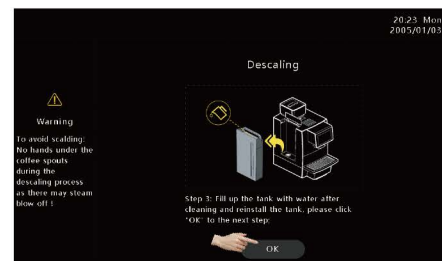 20:23 Mon
2005/01/03
Descaling
Warning
To avoid scalding:
No hands under the
coffee spouts
during the
descaling process
as there may steam
blow off !
Step 3: Fill up the tank with water after
cleaning and reinstall the tank, please click
"OK" to the next step:
OK